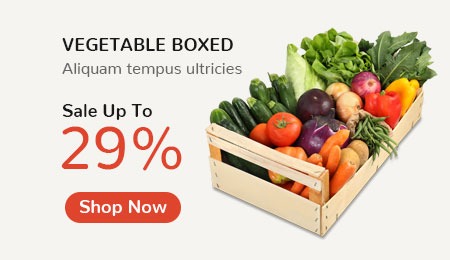 VEGETABLE BOXED
Aliquam tempus ultricies
Sale Up To
29%
Shop Now